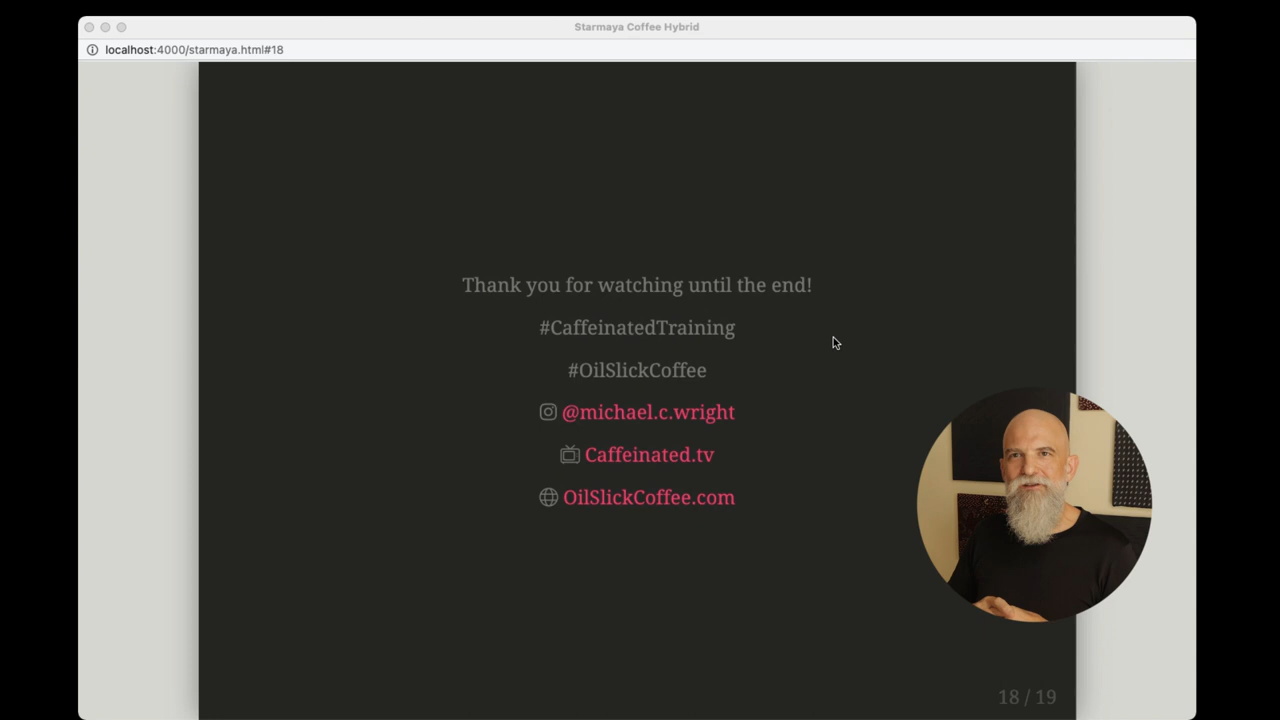 Starmaya Coffee Hybrid
localhost:4000/starmaya.html#18
Thank you for watching until the end!
#CaffeinatedTraining
#OilSlickCoffee
@michael.c.wright
Caffeinated.tv
OilSlickCoffee.com
18 / 19